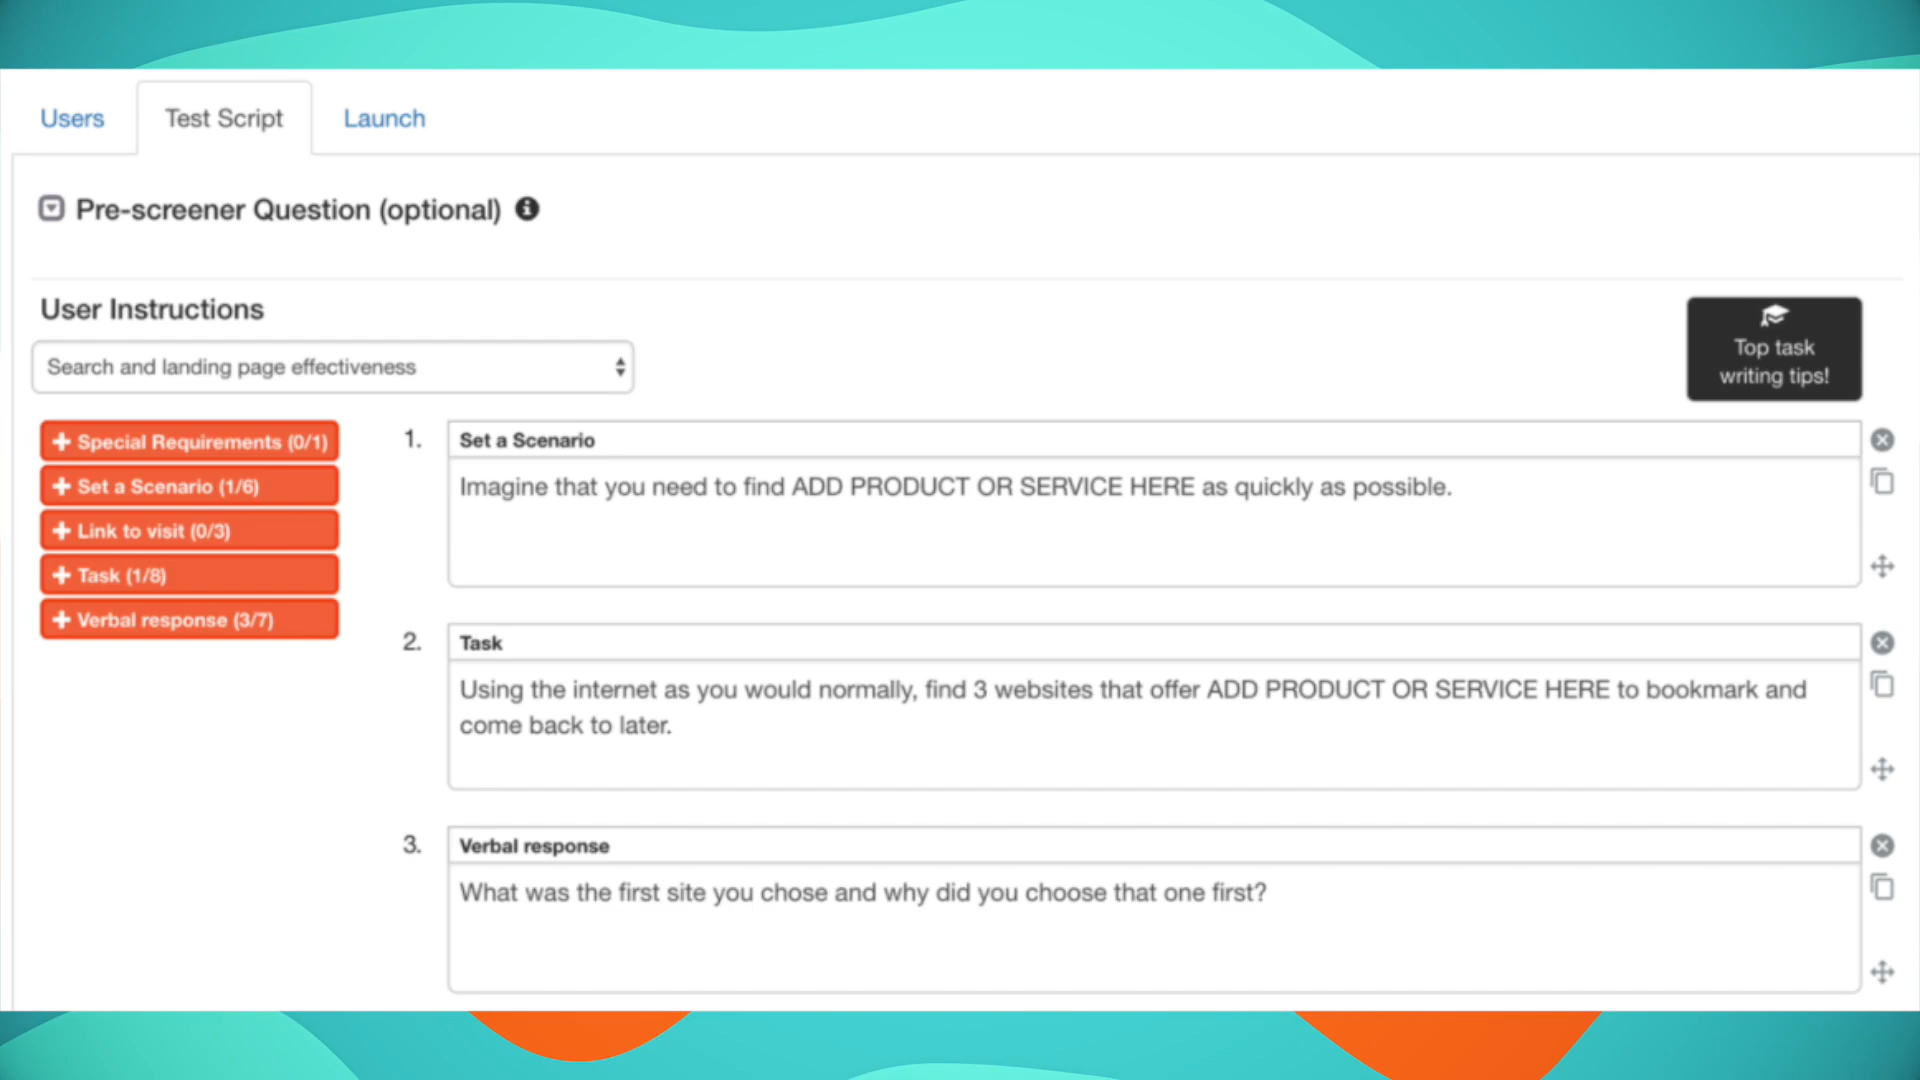 Users
Test Script
Launch
Pre-screener Question (optional)
User Instructions
Search and landing page effectiveness
Top task
writing tips!
Special Requirements (0/1)
Set a Scenario (1/6)
Link to visit (0/3)
Task (1/8)
Verbal response (3/7)
1.
Set a Scenario
Imagine that you need to find ADD PRODUCT OR SERVICE HERE as quickly as possible.
2.
Task
Using the internet as you would normally, find 3 websites that offer ADD PRODUCT OR SERVICE HERE to bookmark and
come back to later.
3.
Verbal response
What was the first site you chose and why did you choose that one first?